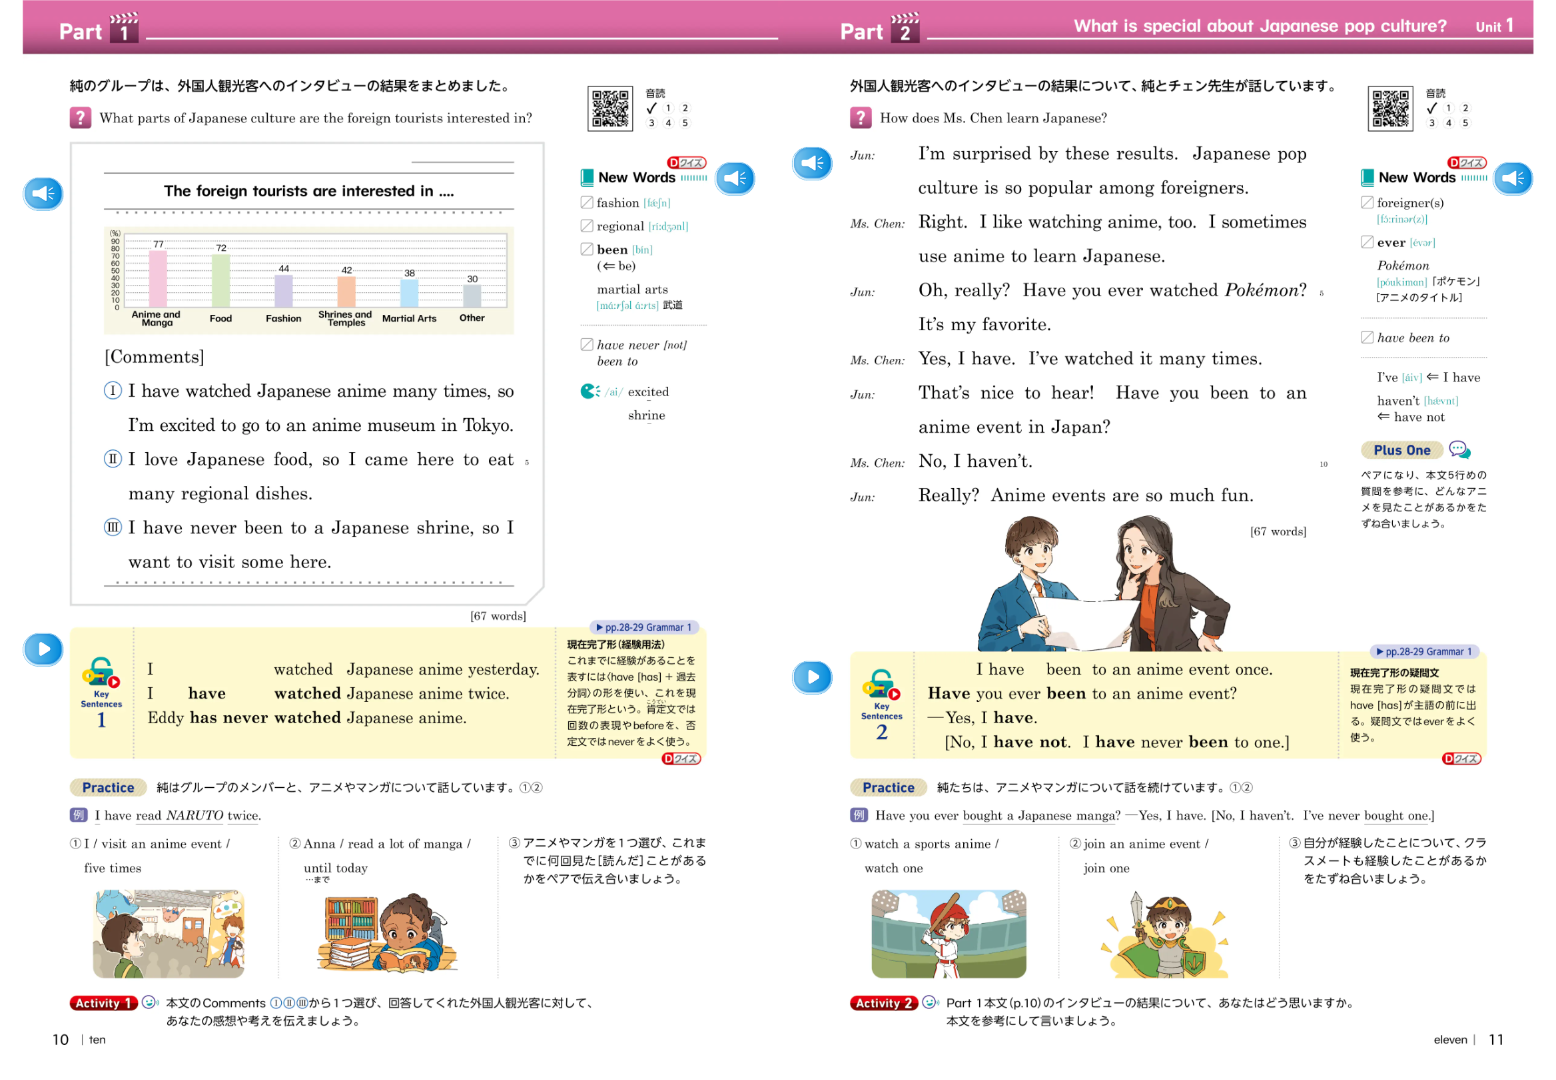 Part 1
純のグループは、外国人観光客へのインタビューの結果をまとめました。
? What parts of Japanese culture are the foreign tourists interested in?
音読
✓ 1 2
3 4 5
The foreign tourists are interested in ....
(%)
90
80
70
60
50
40
30
20
10
0
77
72
44
42
38
30
Anime and Manga
Food
Fashion
Shrines and Temples
Martial Arts
Other
[Comments]
Ⅰ I have watched Japanese anime many times, so
I'm excited to go to an anime museum in Tokyo.
Ⅱ I love Japanese food, so I came here to eat 5
many regional dishes.
Ⅲ I have never been to a Japanese shrine, so I
want to visit some here.
[67 words]
Dクイズ
New Words
fashion [fǽʃn]
regional [ríːdʒənl]
been [bín]
(⇐ be)
martial arts
[mɑ́ːrʃəl ɑ́ːrts] 武道
have never [not]
been to
/ai/ excited
shrine
Key Sentences 1
I watched Japanese anime yesterday.
I have watched Japanese anime twice.
Eddy has never watched Japanese anime.
▶pp.28-29 Grammar 1
現在完了形(経験用法)
これまでに経験があることを
表すには〈have [has] + 過去
分詞〉の形を使い、これを現
在完了形という。肯定文では
こうてい
回数の表現やbeforeを、否
定文ではneverをよく使う。
Dクイズ
Practice 純はグループのメンバーと、アニメやマンガについて話しています。①②
例 I have read NARUTO twice.
① I / visit an anime event /
five times
② Anna / read a lot of manga /
until today
…まで
③ アニメやマンガを1つ選び、これま
でに何回見た[読んだ]ことがある
かをペアで伝え合いましょう。
Activity 1 本文のComments ⅠⅡⅢから1つ選び、回答してくれた外国人観光客に対して、
あなたの感想や考えを伝えましょう。
10 | ten
Part 2
What is special about Japanese pop culture? Unit 1
外国人観光客へのインタビューの結果について、純とチェン先生が話しています。
? How does Ms. Chen learn Japanese?
音読
✓ 1 2
3 4 5
Jun: I'm surprised by these results. Japanese pop
culture is so popular among foreigners.
Ms. Chen: Right. I like watching anime, too. I sometimes
use anime to learn Japanese.
Jun: Oh, really? Have you ever watched Pokémon? 5
It's my favorite.
Ms. Chen: Yes, I have. I've watched it many times.
Jun: That's nice to hear! Have you been to an
anime event in Japan?
Ms. Chen: No, I haven't. 10
Jun: Really? Anime events are so much fun.
[67 words]
Dクイズ
New Words
foreigner(s)
[fɔ́ːrinər(z)]
ever [évər]
Pokémon
[póukimɑn]「ポケモン」
[アニメのタイトル]
have been to
I've [áiv] ⇐ I have
haven't [hǽvnt]
⇐ have not
Plus One
ペアになり、本文5行めの
質問を参考に、どんなアニ
メを見たことがあるかをた
ずね合いましょう。
Key Sentences 2
I have been to an anime event once.
Have you ever been to an anime event?
—Yes, I have.
[No, I have not. I have never been to one.]
▶pp.28-29 Grammar 1
現在完了形の疑問文
現在完了形の疑問文では
have [has]が主語の前に出
る。疑問文ではeverをよく
使う。
Dクイズ
Practice 純たちは、アニメやマンガについて話を続けています。①②
例 Have you ever bought a Japanese manga? —Yes, I have. [No, I haven't. I've never bought one.]
① watch a sports anime /
watch one
② join an anime event /
join one
③ 自分が経験したことについて、クラ
スメートも経験したことがあるか
をたずね合いましょう。
Activity 2 Part 1本文(p.10)のインタビューの結果について、あなたはどう思いますか。
本文を参考にして言いましょう。
eleven | 11